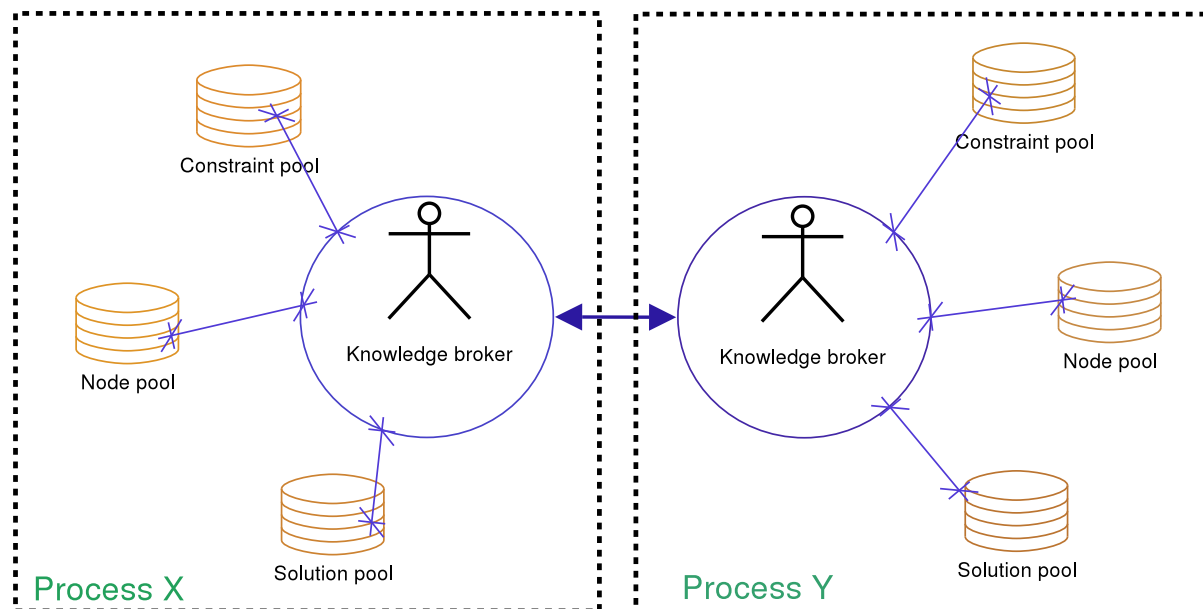 Constraint pool
Knowledge broker
Node pool
Solution pool
Process X
Constraint pool
Knowledge broker
Node pool
Solution pool
Process Y